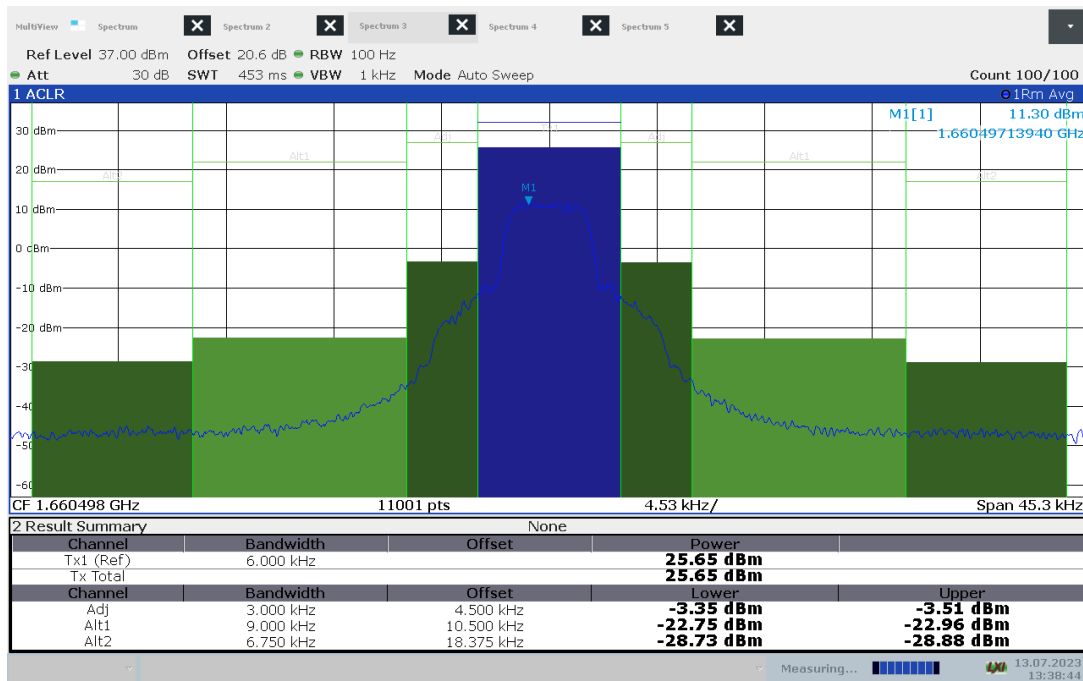 MultiView Spectrum Spectrum 2 Spectrum 3 Spectrum 4 Spectrum 5
Ref Level 37.00 dBm Offset 20.6 dB RBW 100 Hz
Att 30 dB SWT 453 ms VBW 1 kHz Mode Auto Sweep Count 100/100
1 ACLR 1Rm Avg
M1[1] 11.30 dBm
1.66049713940 GHz
30 dBm
Adj Tx1 Adj
Alt1 Alt1
20 dBm
Alt2 Alt2
M1
10 dBm
0 dBm
-10 dBm
-20 dBm
-30
-40
-50
-60
CF 1.660498 GHz 11001 pts 4.53 kHz/ Span 45.3 kHz
2 Result Summary None
Channel Bandwidth Offset Power
Tx1 (Ref) 6.000 kHz 25.65 dBm
Tx Total 25.65 dBm
Channel Bandwidth Offset Lower Upper
Adj 3.000 kHz 4.500 kHz -3.35 dBm -3.51 dBm
Alt1 9.000 kHz 10.500 kHz -22.75 dBm -22.96 dBm
Alt2 6.750 kHz 18.375 kHz -28.73 dBm -28.88 dBm
Measuring... LXI 13.07.2023
13:38:44